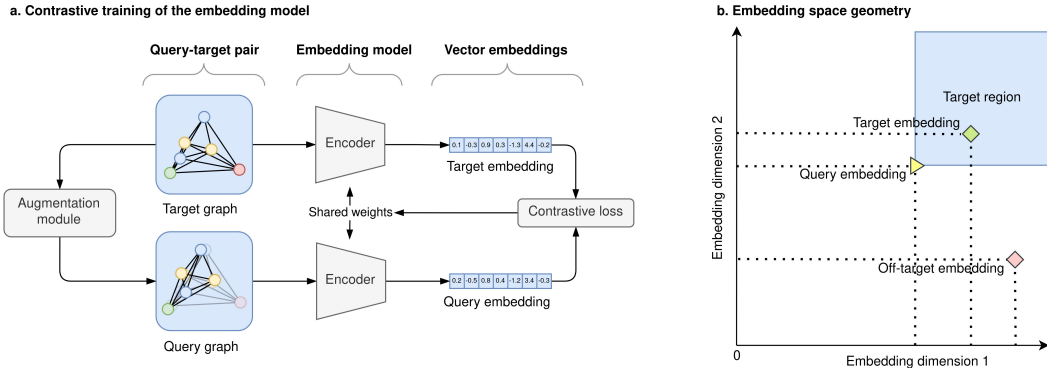 a. Contrastive training of the embedding model
Query-target pair
Embedding model
Vector embeddings
Encoder
0.1 -0.3 0.9 0.3 -1.3 4.4 -0.2
Target embedding
Augmentation
module
Target graph
Shared weights
Contrastive loss
Encoder
0.2 -0.5 0.8 0.4 -1.2 3.4 -0.3
Query embedding
Query graph
b. Embedding space geometry
Embedding dimension 2
Target region
Target embedding
Query embedding
Off-target embedding
0
Embedding dimension 1